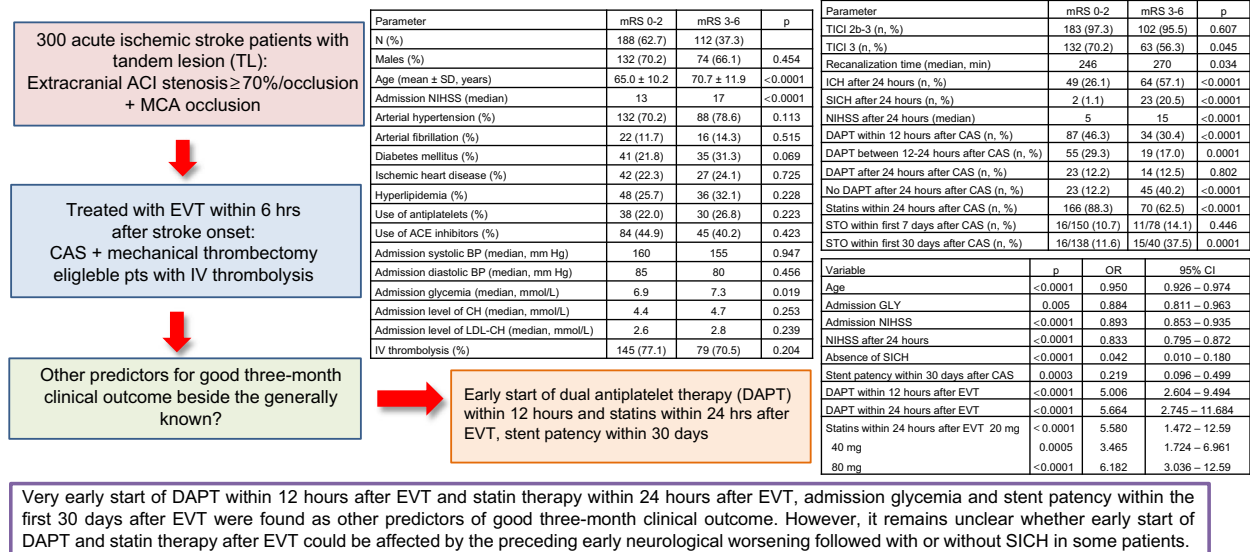 300 acute ischemic stroke patients with
tandem lesion (TL):
Extracranial ACI stenosis ≥ 70%/occlusion
+ MCA occlusion
Treated with EVT within 6 hrs
after stroke onset:
CAS + mechanical thrombectomy
eligleble pts with IV thrombolysis
Other predictors for good three-month
clinical outcome beside the generally
known?
Parameter mRS 0-2 mRS 3-6 p
N (%) 188 (62.7) 112 (37.3)
Males (%) 132 (70.2) 74 (66.1) 0.454
Age (mean ± SD, years) 65.0 ± 10.2 70.7 ± 11.9 <0.0001
Admission NIHSS (median) 13 17 <0.0001
Arterial hypertension (%) 132 (70.2) 88 (78.6) 0.113
Arterial fibrillation (%) 22 (11.7) 16 (14.3) 0.515
Diabetes mellitus (%) 41 (21.8) 35 (31.3) 0.069
Ischemic heart disease (%) 42 (22.3) 27 (24.1) 0.725
Hyperlipidemia (%) 48 (25.7) 36 (32.1) 0.228
Use of antiplatelets (%) 38 (22.0) 30 (26.8) 0.223
Use of ACE inhibitors (%) 84 (44.9) 45 (40.2) 0.423
Admission systolic BP (median, mm Hg) 160 155 0.947
Admission diastolic BP (median, mm Hg) 85 80 0.456
Admission glycemia (median, mmol/L) 6.9 7.3 0.019
Admission level of CH (median, mmol/L) 4.4 4.7 0.253
Admission level of LDL-CH (median, mmol/L) 2.6 2.8 0.239
IV thrombolysis (%) 145 (77.1) 79 (70.5) 0.204
Early start of dual antiplatelet therapy (DAPT)
within 12 hours and statins within 24 hrs after
EVT, stent patency within 30 days
Parameter mRS 0-2 mRS 3-6 p
TICI 2b-3 (n, %) 183 (97.3) 102 (95.5) 0.607
TICI 3 (n, %) 132 (70.2) 63 (56.3) 0.045
Recanalization time (median, min) 246 270 0.034
ICH after 24 hours (n, %) 49 (26.1) 64 (57.1) <0.0001
SICH after 24 hours (n, %) 2 (1.1) 23 (20.5) <0.0001
NIHSS after 24 hours (median) 5 15 <0.0001
DAPT within 12 hours after CAS (n, %) 87 (46.3) 34 (30.4) <0.0001
DAPT between 12-24 hours after CAS (n, %) 55 (29.3) 19 (17.0) 0.0001
DAPT after 24 hours after CAS (n, %) 23 (12.2) 14 (12.5) 0.802
No DAPT after 24 hours after CAS (n, %) 23 (12.2) 45 (40.2) <0.0001
Statins within 24 hours after CAS (n, %) 166 (88.3) 70 (62.5) <0.0001
STO within first 7 days after CAS (n, %) 16/150 (10.7) 11/78 (14.1) 0.446
STO within first 30 days after CAS (n, %) 16/138 (11.6) 15/40 (37.5) 0.0001
Variable p OR 95% CI
Age <0.0001 0.950 0.926 – 0.974
Admission GLY 0.005 0.884 0.811 – 0.963
Admission NIHSS <0.0001 0.893 0.853 – 0.935
NIHSS after 24 hours <0.0001 0.833 0.795 – 0.872
Absence of SICH <0.0001 0.042 0.010 – 0.180
Stent patency within 30 days after CAS 0.0003 0.219 0.096 – 0.499
DAPT within 12 hours after EVT <0.0001 5.006 2.604 – 9.494
DAPT within 24 hours after EVT <0.0001 5.664 2.745 – 11.684
Statins within 24 hours after EVT 20 mg <0.0001 5.580 1.472 – 12.59
40 mg 0.0005 3.465 1.724 – 6.961
80 mg <0.0001 6.182 3.036 – 12.59
Very early start of DAPT within 12 hours after EVT and statin therapy within 24 hours after EVT, admission glycemia and stent patency within the
first 30 days after EVT were found as other predictors of good three-month clinical outcome. However, it remains unclear whether early start of
DAPT and statin therapy after EVT could be affected by the preceding early neurological worsening followed with or without SICH in some patients.